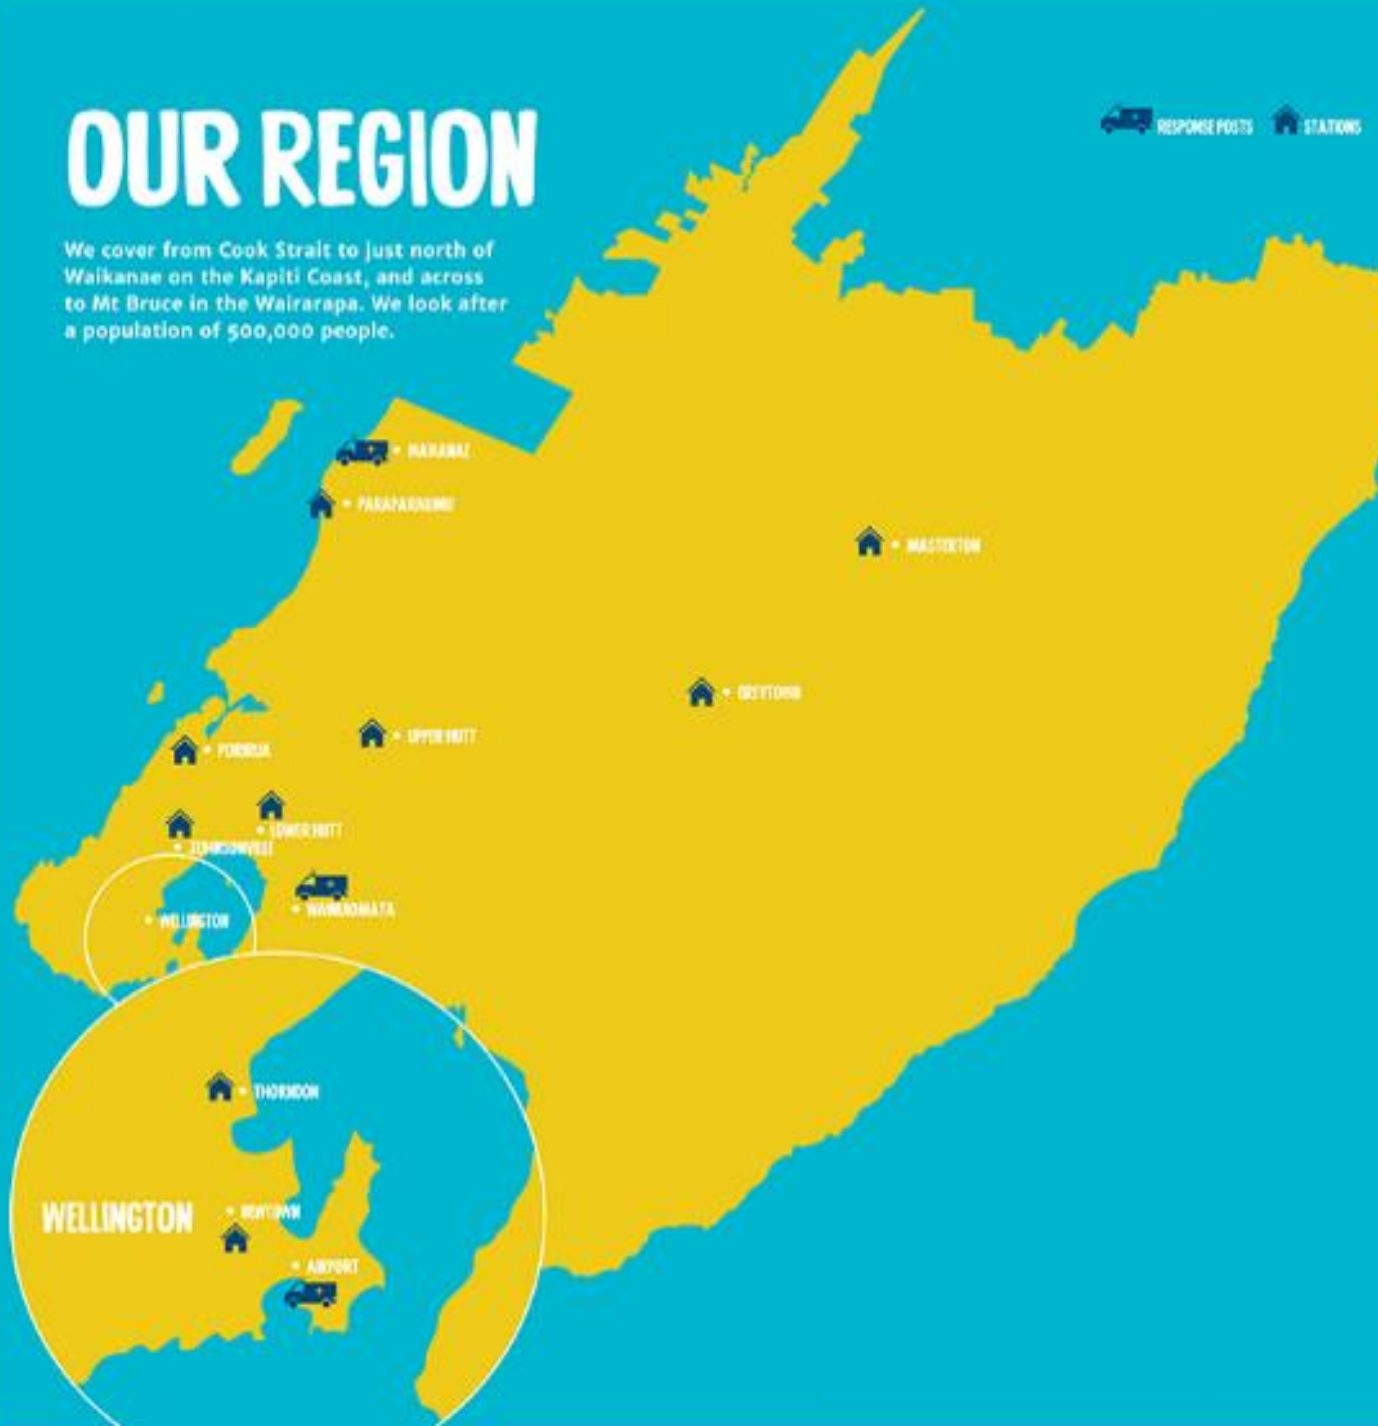 OUR REGION
We cover from Cook Strait to just north of
Waikanae on the Kapiti Coast, and across
to Mt Bruce in the Wairarapa. We look after
a population of 500,000 people.
RESPONSE POSTS
STATIONS
WAIKANAE
PARAPARAUMU
MASTERTON
GREYTOWN
UPPER HUTT
PORIRUA
LOWER HUTT
JOHNSONVILLE
WAINUIOMATA
WELLINGTON
THORNDON
WELLINGTON
NEWTOWN
AIRPORT